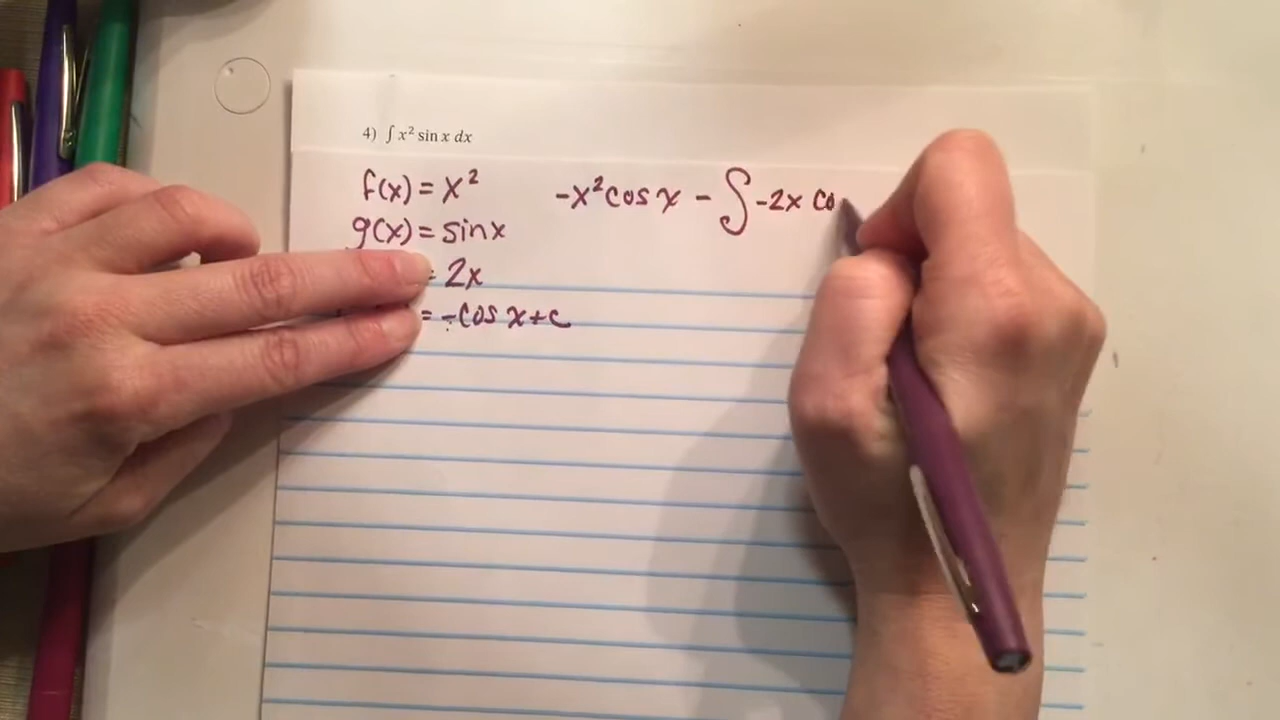 4) ∫ x² sin x dx
f(x) = x² -x² cos x - ∫ -2x co
g(x) = sin x
= 2x
= -cos x + c